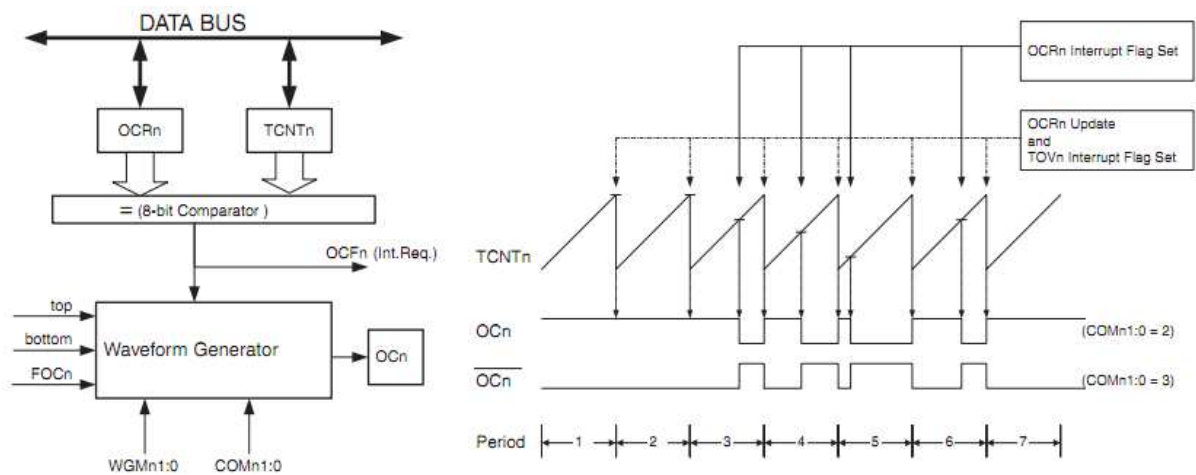 DATA BUS
OCRn
TCNTn
= (8-bit Comparator )
OCFn (Int.Req.)
top
bottom
FOCn
Waveform Generator
OCn
WGMn1:0
COMn1:0
OCRn Interrupt Flag Set
OCRn Update
and
TOVn Interrupt Flag Set
TCNTn
OCn
(COMn1:0 = 2)
OCn
(COMn1:0 = 3)
Period
1
2
3
4
5
6
7